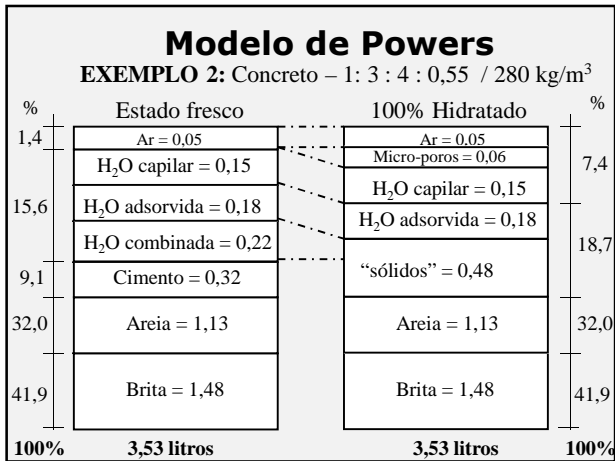 Modelo de Powers
EXEMPLO 2: Concreto – 1: 3 : 4 : 0,55 / 280 kg/m³
% Estado fresco 100% Hidratado %
1,4
Ar = 0,05
H₂O capilar = 0,15
15,6
H₂O adsorvida = 0,18
H₂O combinada = 0,22
9,1
Cimento = 0,32
32,0
Areia = 1,13
41,9
Brita = 1,48
100%
3,53 litros
Ar = 0.05
Micro-poros = 0,06
7,4
H₂O capilar = 0,15
H₂O adsorvida = 0,18
18,7
“sólidos” = 0,48
Areia = 1,13
32,0
Brita = 1,48
41,9
3,53 litros
100%